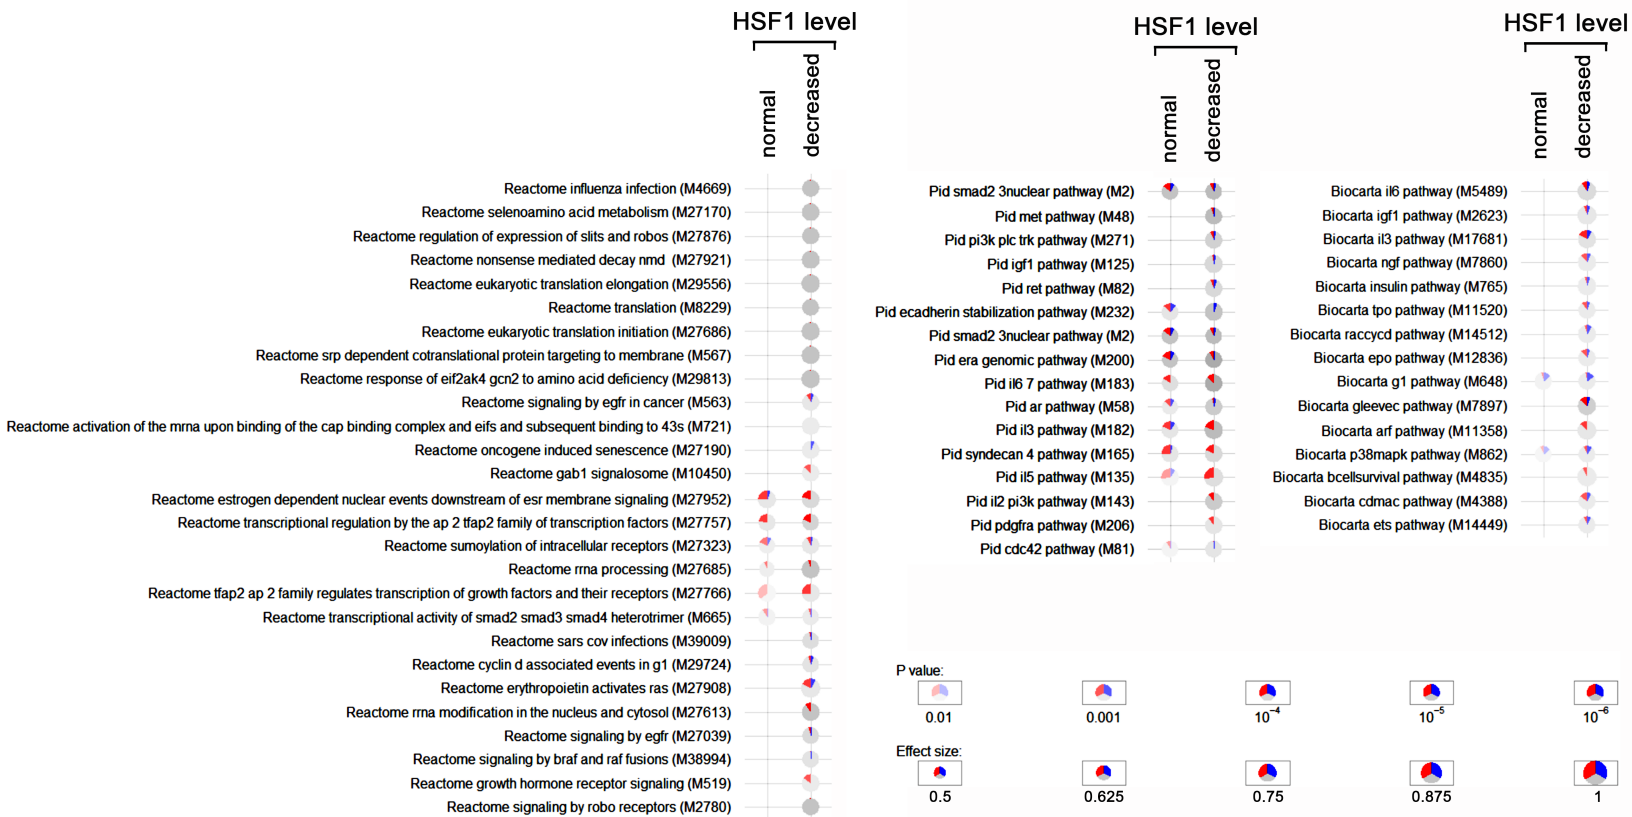 HSF1 level
normal
decreased
Reactome influenza infection (M4669)
Reactome selenoamino acid metabolism (M27170)
Reactome regulation of expression of slits and robos (M27876)
Reactome nonsense mediated decay nmd (M27921)
Reactome eukaryotic translation elongation (M29556)
Reactome translation (M8229)
Reactome eukaryotic translation initiation (M27686)
Reactome srp dependent cotranslational protein targeting to membrane (M567)
Reactome response of eif2ak4 gcn2 to amino acid deficiency (M29813)
Reactome signaling by egfr in cancer (M563)
Reactome activation of the mrna upon binding of the cap binding complex and eifs and subsequent binding to 43s (M721)
Reactome oncogene induced senescence (M27190)
Reactome gab1 signalosome (M10450)
Reactome estrogen dependent nuclear events downstream of esr membrane signaling (M27952)
Reactome transcriptional regulation by the ap 2 tfap2 family of transcription factors (M27757)
Reactome sumoylation of intracellular receptors (M27323)
Reactome rrna processing (M27685)
Reactome tfap2 ap 2 family regulates transcription of growth factors and their receptors (M27766)
Reactome transcriptional activity of smad2 smad3 smad4 heterotrimer (M665)
Reactome sars cov infections (M39009)
Reactome cyclin d associated events in g1 (M29724)
Reactome erythropoietin activates ras (M27908)
Reactome rrna modification in the nucleus and cytosol (M27613)
Reactome signaling by egfr (M27039)
Reactome signaling by braf and raf fusions (M38994)
Reactome growth hormone receptor signaling (M519)
Reactome signaling by robo receptors (M2780)
HSF1 level
normal
decreased
Pid smad2 3nuclear pathway (M2)
Pid met pathway (M48)
Pid pi3k plc trk pathway (M271)
Pid igf1 pathway (M125)
Pid ret pathway (M82)
Pid ecadherin stabilization pathway (M232)
Pid smad2 3nuclear pathway (M2)
Pid era genomic pathway (M200)
Pid il6 7 pathway (M183)
Pid ar pathway (M58)
Pid il3 pathway (M182)
Pid syndecan 4 pathway (M165)
Pid il5 pathway (M135)
Pid il2 pi3k pathway (M143)
Pid pdgfra pathway (M206)
Pid cdc42 pathway (M81)
HSF1 level
normal
decreased
Biocarta il6 pathway (M5489)
Biocarta igf1 pathway (M2623)
Biocarta il3 pathway (M17681)
Biocarta ngf pathway (M7860)
Biocarta insulin pathway (M765)
Biocarta tpo pathway (M11520)
Biocarta raccycd pathway (M14512)
Biocarta epo pathway (M12836)
Biocarta g1 pathway (M648)
Biocarta gleevec pathway (M7897)
Biocarta arf pathway (M11358)
Biocarta p38mapk pathway (M862)
Biocarta bcellsurvival pathway (M4835)
Biocarta cdmac pathway (M4388)
Biocarta ets pathway (M14449)
P value:
0.01 0.001 10⁻⁴ 10⁻⁵ 10⁻⁶
Effect size:
0.5 0.625 0.75 0.875 1